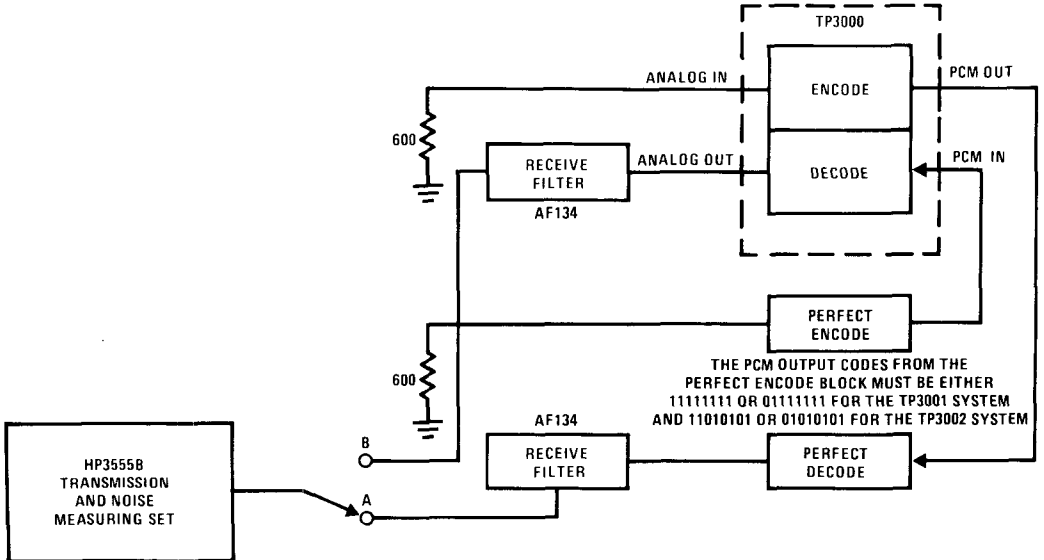 TP3000
ANALOG IN
ENCODE
PCM OUT
600
RECEIVE
FILTER
AF134
ANALOG OUT
DECODE
PCM IN
PERFECT
ENCODE
600
THE PCM OUTPUT CODES FROM THE
PERFECT ENCODE BLOCK MUST BE EITHER
11111111 OR 01111111 FOR THE TP3001 SYSTEM
AND 11010101 OR 01010101 FOR THE TP3002 SYSTEM
AF134
RECEIVE
FILTER
PERFECT
DECODE
B
A
HP3555B
TRANSMISSION
AND NOISE
MEASURING SET